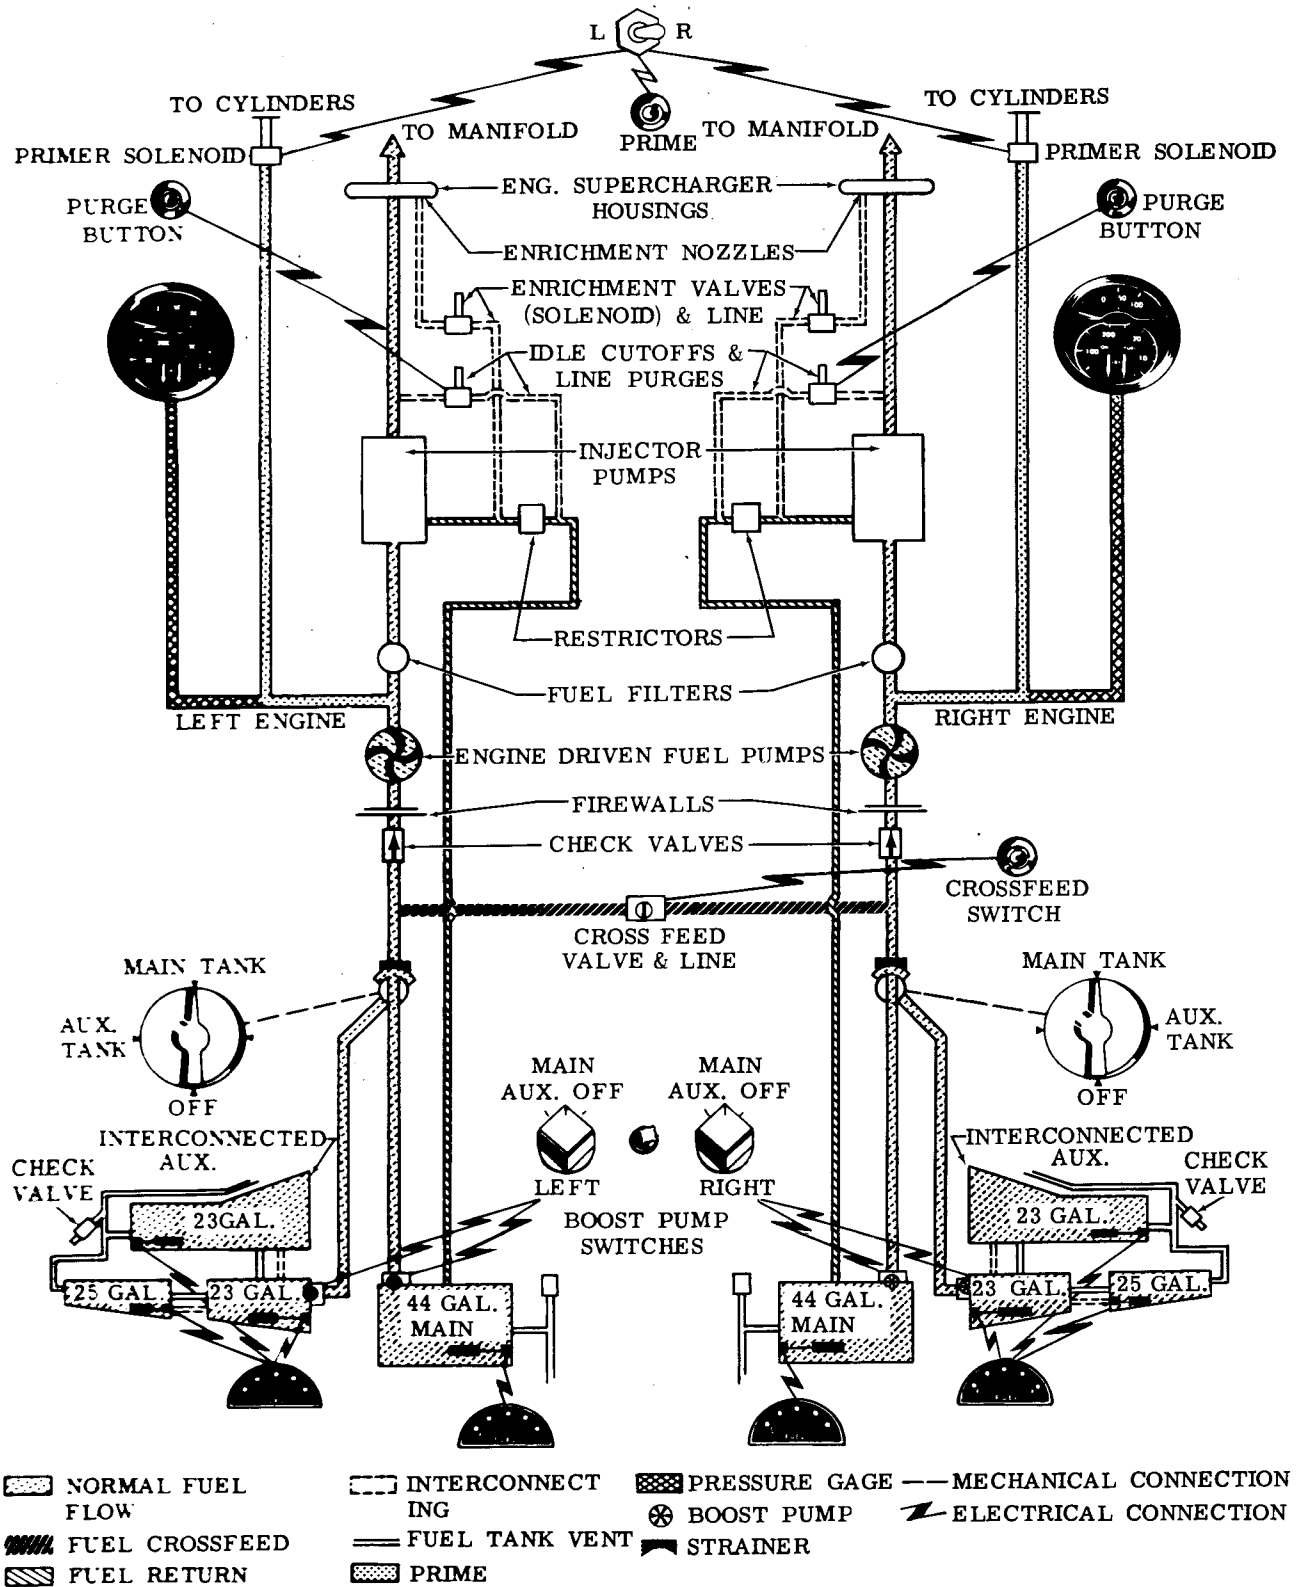 L R
TO CYLINDERS
TO CYLINDERS
TO MANIFOLD
PRIME
TO MANIFOLD
PRIMER SOLENOID
PRIMER SOLENOID
ENG. SUPERCHARGER
HOUSINGS
PURGE
BUTTON
PURGE
BUTTON
ENRICHMENT NOZZLES
ENRICHMENT VALVES
(SOLENOID) & LINE
IDLE CUTOFFS &
LINE PURGES
INJECTOR
PUMPS
RESTRICTORS
FUEL FILTERS
LEFT ENGINE
RIGHT ENGINE
ENGINE DRIVEN FUEL PUMPS
FIREWALLS
CHECK VALVES
CROSSFEED
SWITCH
CROSS FEED
VALVE & LINE
MAIN TANK
AUX.
TANK
OFF
MAIN TANK
AUX.
TANK
OFF
MAIN
AUX. OFF
MAIN
AUX. OFF
LEFT
RIGHT
BOOST PUMP
SWITCHES
INTERCONNECTED
AUX.
CHECK
VALVE
INTERCONNECTED
AUX.
CHECK
VALVE
23GAL.
23 GAL.
25 GAL.
23 GAL.
44 GAL.
MAIN
44 GAL.
MAIN
23 GAL.
25 GAL.
NORMAL FUEL
FLOW
FUEL CROSSFEED
FUEL RETURN
INTERCONNECT
ING
FUEL TANK VENT
PRIME
PRESSURE GAGE
BOOST PUMP
STRAINER
MECHANICAL CONNECTION
ELECTRICAL CONNECTION